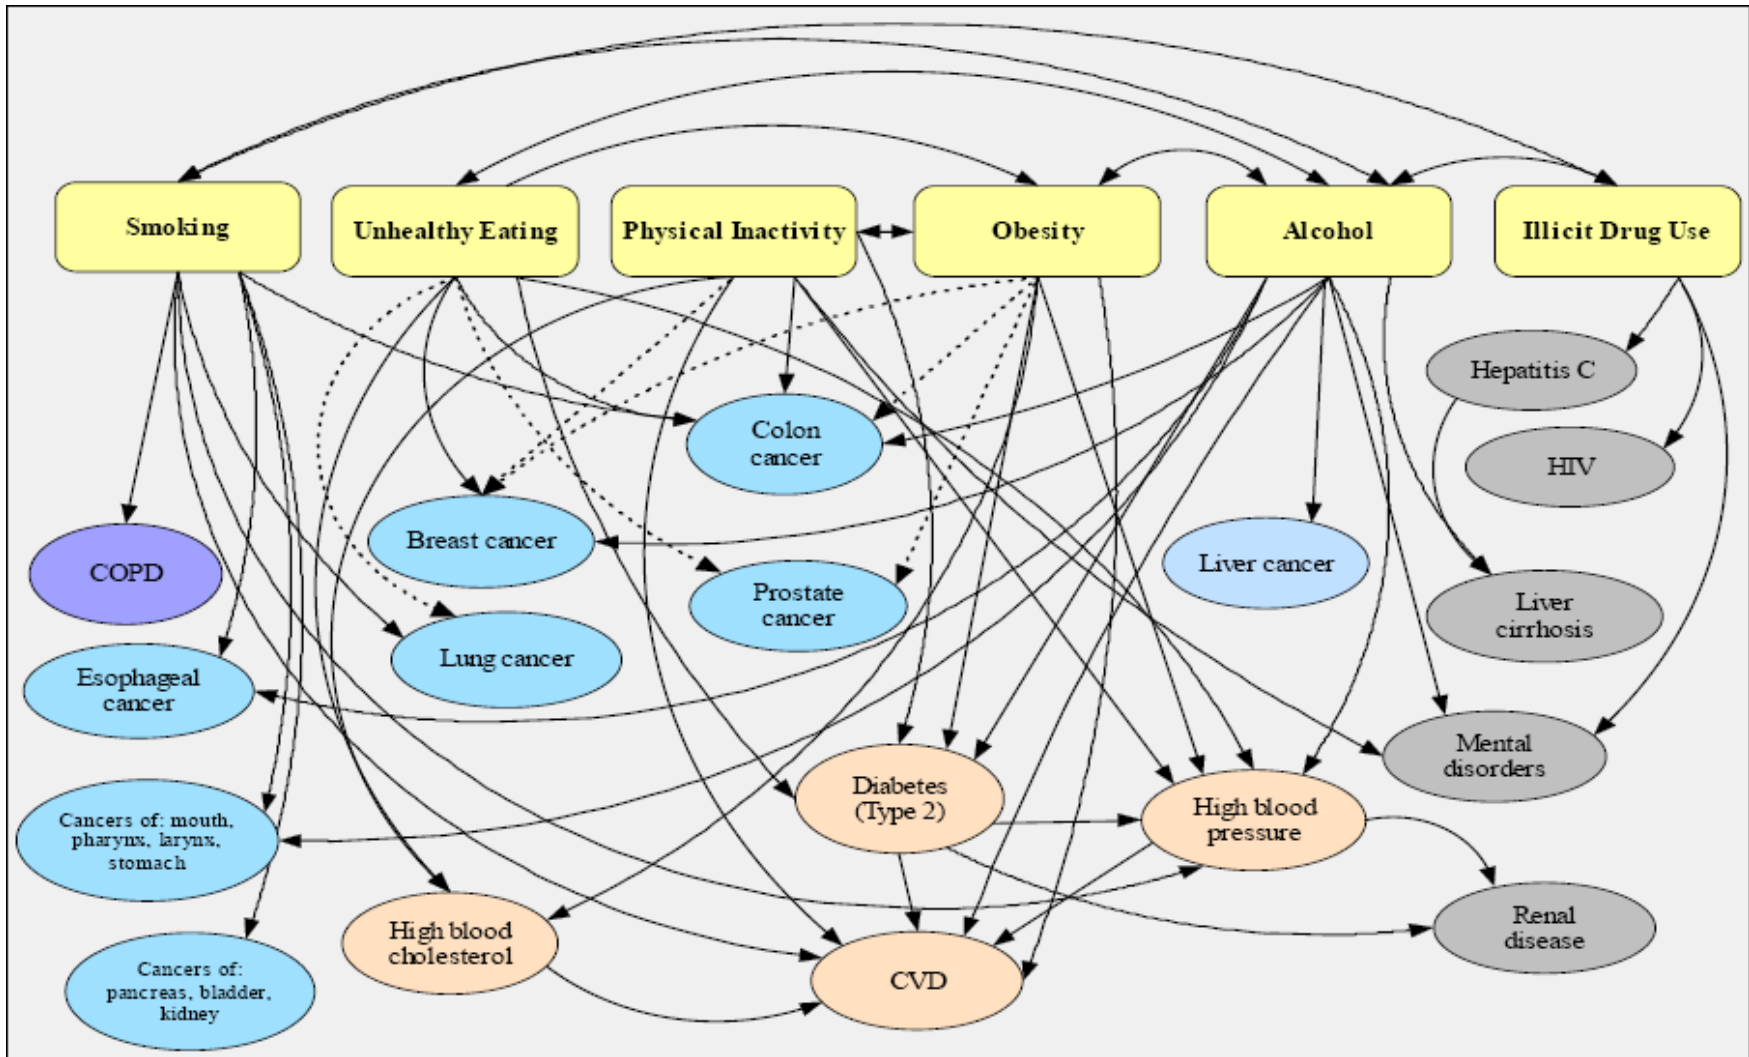 Smoking
Unhealthy Eating
Physical Inactivity
Obesity
Alcohol
Illicit Drug Use
Hepatitis C
Colon
cancer
HIV
Breast cancer
COPD
Liver cancer
Prostate
cancer
Liver
cirrhosis
Lung cancer
Esophageal
cancer
Mental
disorders
Diabetes
(Type 2)
High blood
pressure
Cancers of: mouth,
pharynx, larynx,
stomach
High blood
cholesterol
Renal
disease
CVD
Cancers of:
pancreas, bladder,
kidney